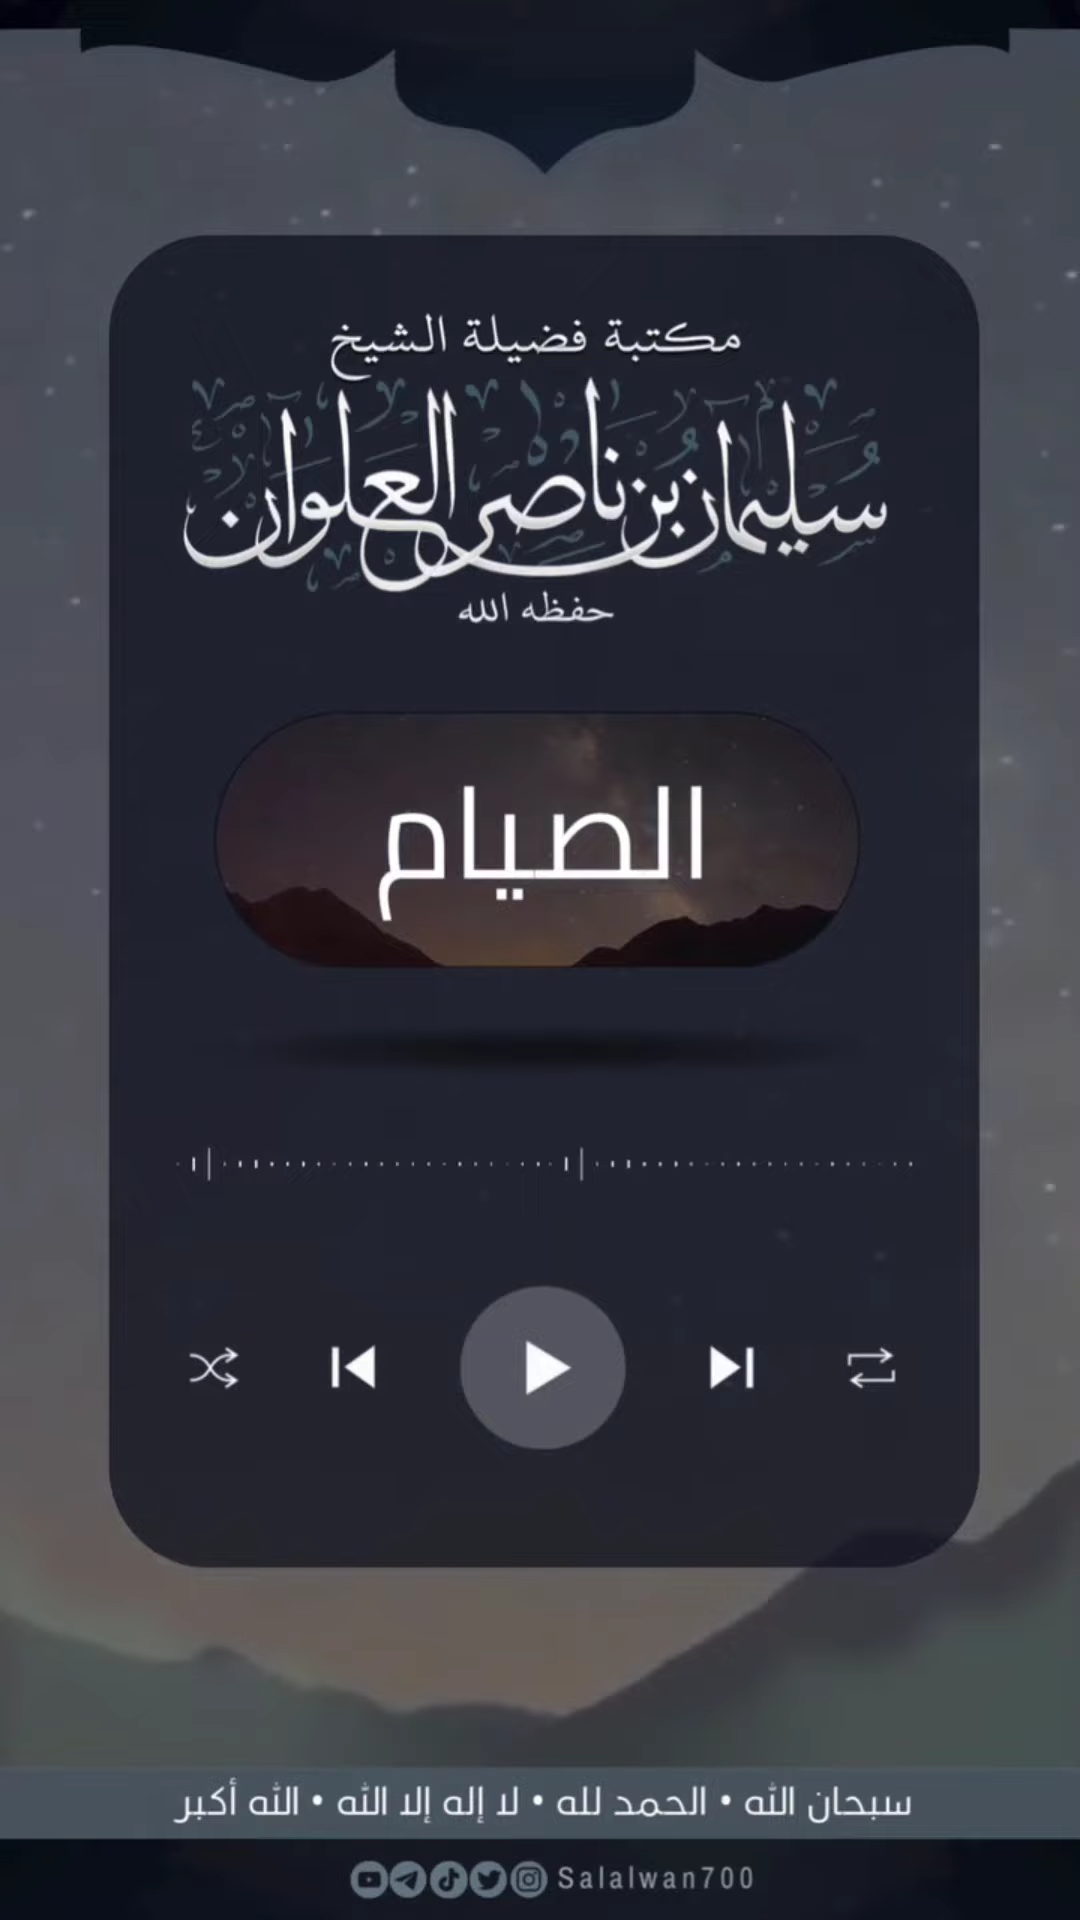 مكتبة فضيلة الشيخ
سُليمان بن ناصر العلوان
حفظه الله
الصيام
سبحان الله • الحمد لله • لا إله إلا الله • الله أكبر
Salalwan700